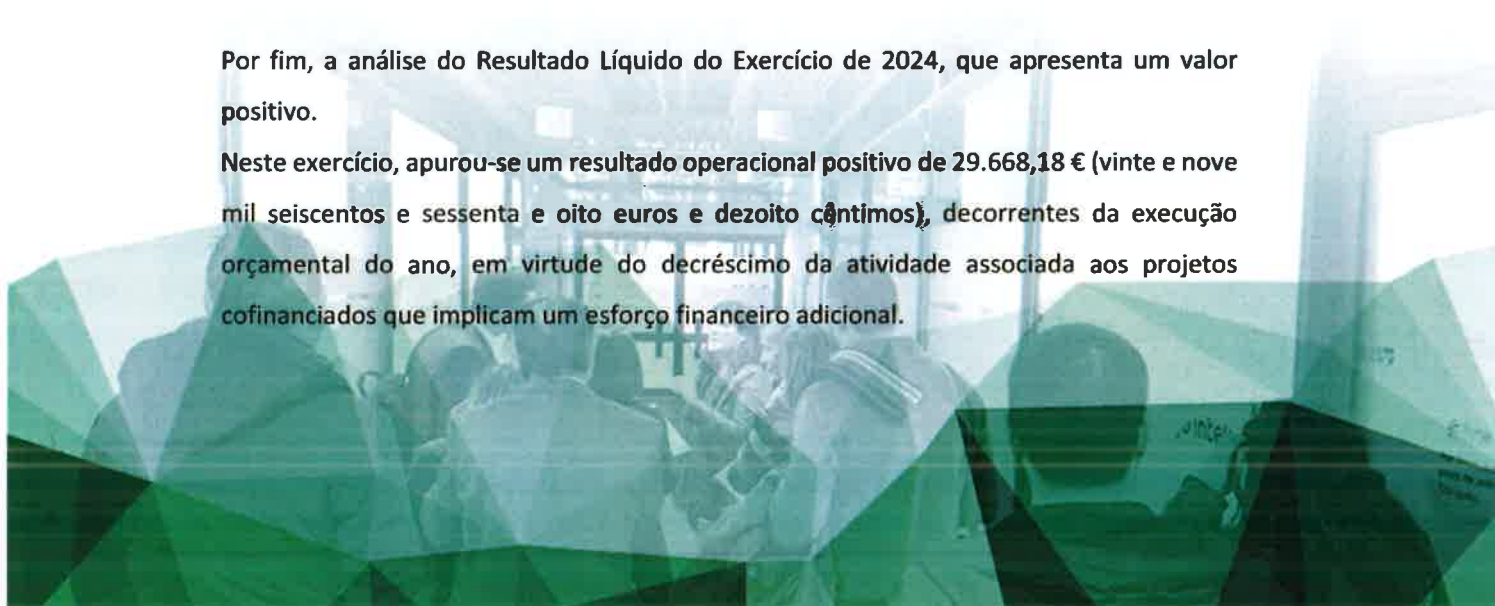 Por fim, a análise do Resultado Líquido do Exercício de 2024, que apresenta um valor
positivo.
Neste exercício, apurou-se um resultado operacional positivo de 29.668,18 € (vinte e nove
mil seiscentos e sessenta e oito euros e dezoito cêntimos), decorrentes da execução
orçamental do ano, em virtude do decréscimo da atividade associada aos projetos
cofinanciados que implicam um esforço financeiro adicional.